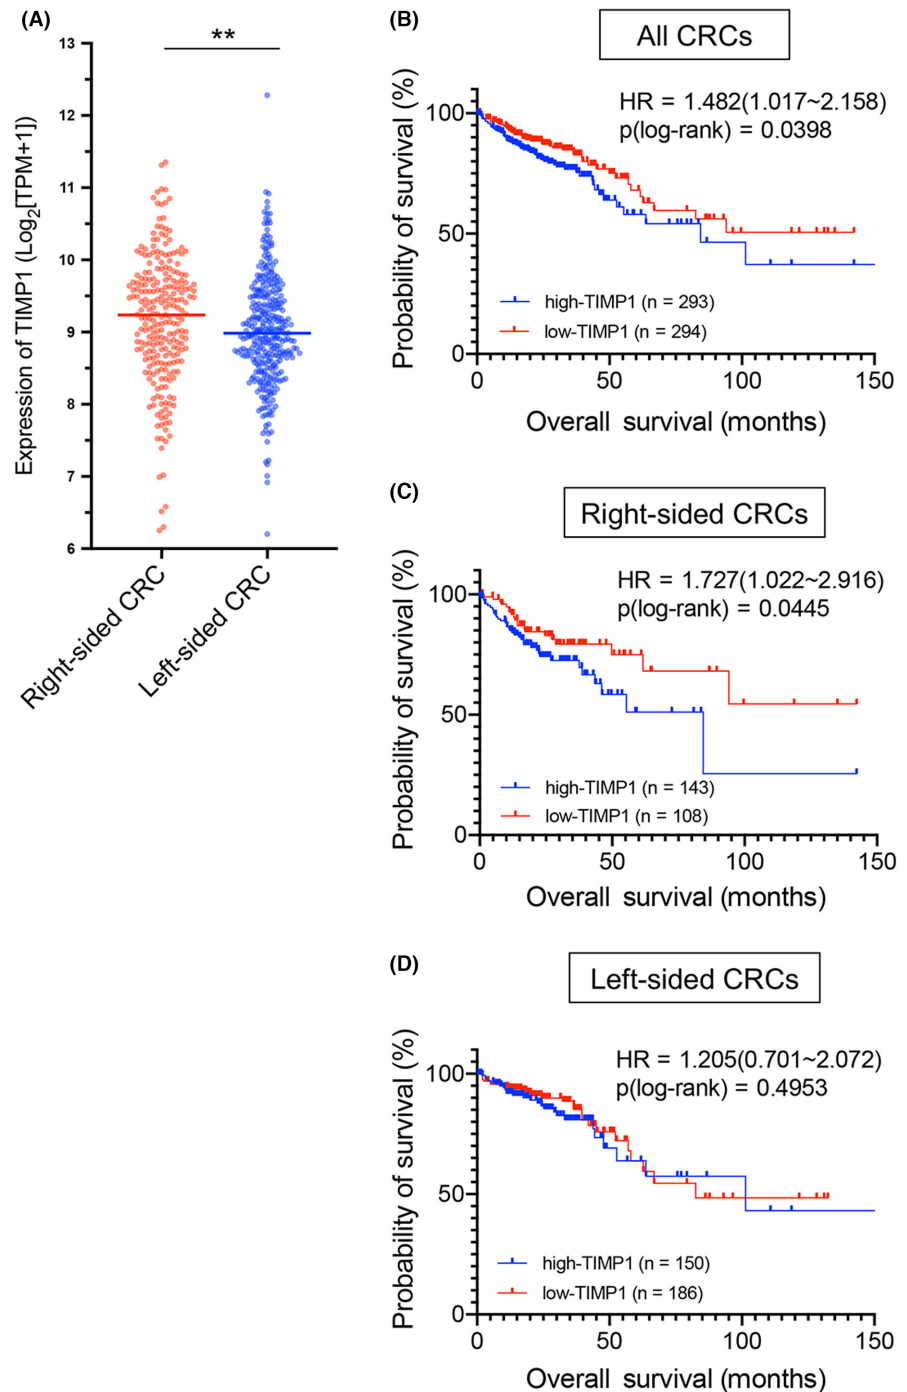 (A)
**
13
12
11
10
9
8
7
6
Expression of TIMP1 (Log2[TPM+1])
Right-sided CRC
Left-sided CRC
(B)
All CRCs
HR = 1.482(1.017~2.158)
p(log-rank) = 0.0398
Probability of survival (%)
100
50
0
high-TIMP1 (n = 293)
low-TIMP1 (n = 294)
0 50 100 150
Overall survival (months)
(C)
Right-sided CRCs
HR = 1.727(1.022~2.916)
p(log-rank) = 0.0445
Probability of survival (%)
100
50
0
high-TIMP1 (n = 143)
low-TIMP1 (n = 108)
0 50 100 150
Overall survival (months)
(D)
Left-sided CRCs
HR = 1.205(0.701~2.072)
p(log-rank) = 0.4953
Probability of survival (%)
100
50
0
high-TIMP1 (n = 150)
low-TIMP1 (n = 186)
0 50 100 150
Overall survival (months)